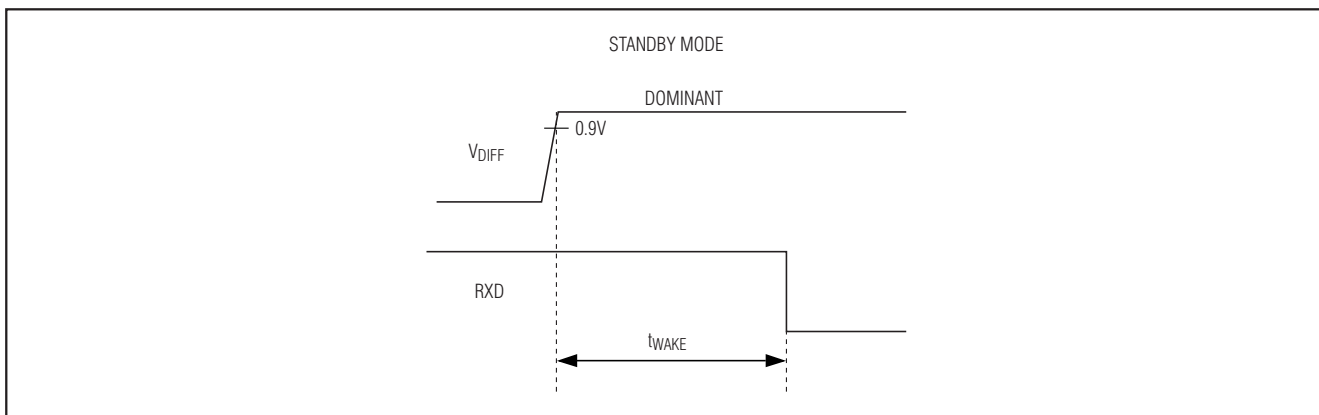 STANDBY MODE
DOMINANT
0.9V
VDIFF
RXD
tWAKE